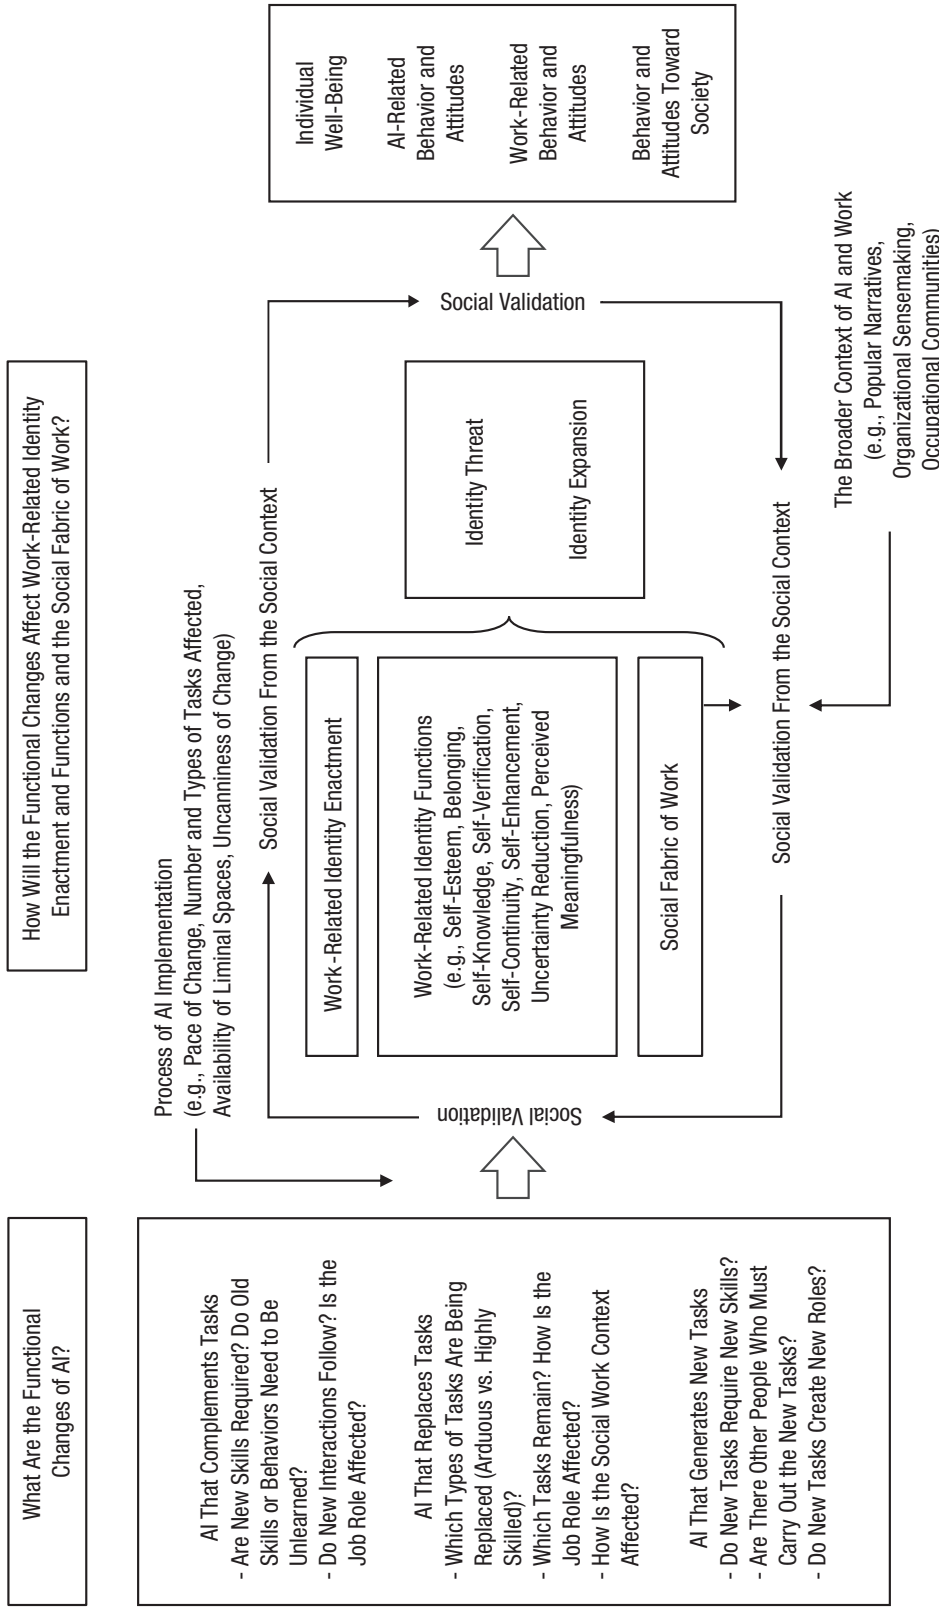 What Are the Functional
Changes of AI?
How Will the Functional Changes Affect Work-Related Identity
Enactment and Functions and the Social Fabric of Work?
AI That Complements Tasks
- Are New Skills Required? Do Old
Skills or Behaviors Need to Be
Unlearned?
- Do New Interactions Follow? Is the
Job Role Affected?
AI That Replaces Tasks
- Which Types of Tasks Are Being
Replaced (Arduous vs. Highly
Skilled)?
- Which Tasks Remain? How Is the
Job Role Affected?
- How Is the Social Work Context
Affected?
AI That Generates New Tasks
- Do New Tasks Require New Skills?
- Are There Other People Who Must
Carry Out the New Tasks?
- Do New Tasks Create New Roles?
Process of AI Implementation
(e.g., Pace of Change, Number and Types of Tasks Affected,
Availability of Liminal Spaces, Uncanniness of Change)
Social Validation
Social Validation From the Social Context
Work-Related Identity Enactment
Work-Related Identity Functions
(e.g., Self-Esteem, Belonging,
Self-Knowledge, Self-Verification,
Self-Continuity, Self-Enhancement,
Uncertainty Reduction, Perceived
Meaningfulness)
Social Fabric of Work
Identity Threat
Identity Expansion
Social Validation
Social Validation From the Social Context
The Broader Context of AI and Work
(e.g., Popular Narratives,
Organizational Sensemaking,
Occupational Communities)
Individual
Well-Being
AI-Related
Behavior and
Attitudes
Work-Related
Behavior and
Attitudes
Behavior and
Attitudes Toward
Society